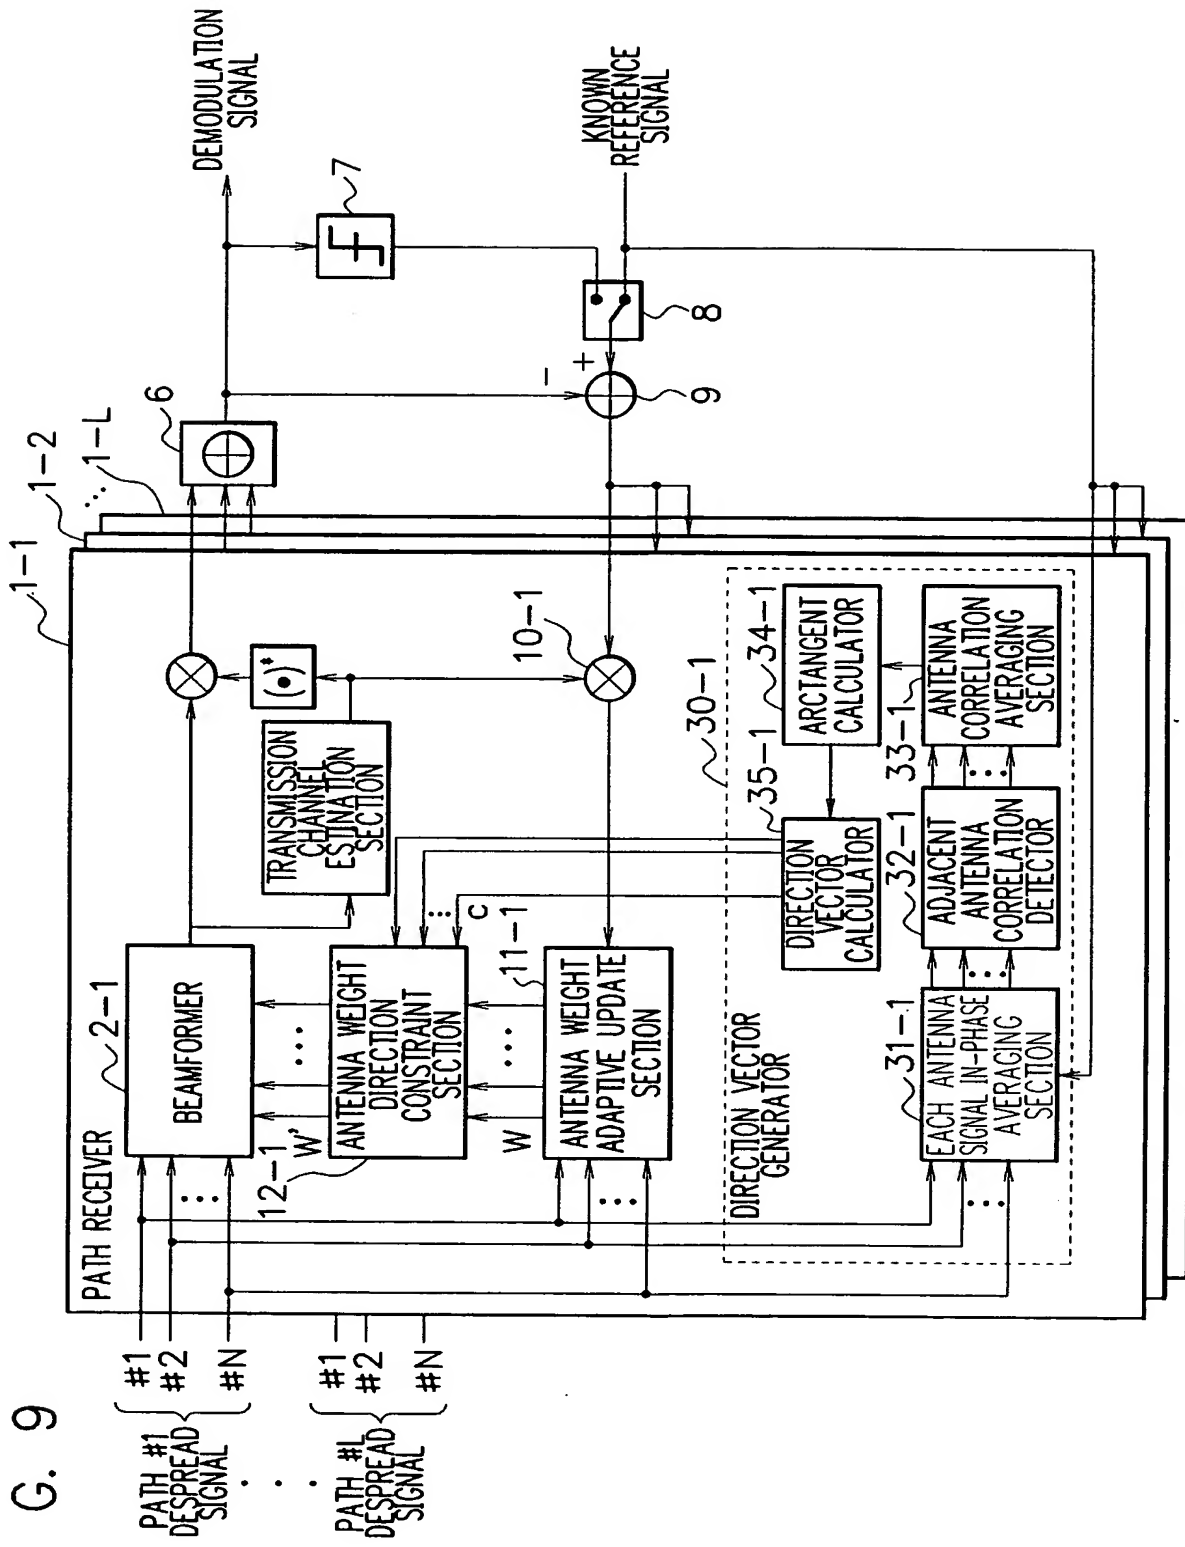 G. 9
PATH #1
DESPREAD
SIGNAL
#1
#2
#N
PATH #L
DESPREAD
SIGNAL
#1
#2
#N
PATH RECEIVER
1-1
1-2
1-L
BEAMFORMER
2-1
W'
12-1
ANTENNA WEIGHT
DIRECTION
CONSTRAINT
SECTION
W
11-1
ANTENNA WEIGHT
ADAPTIVE UPDATE
SECTION
C
TRANSMISSION
CHANNEL
ESTINATION
SECTION
(•)*
10-1
6
DEMODULATION
SIGNAL
7
8
+
-
9
KNOWN
REFERENCE
SIGNAL
DIRECTION VECTOR
GENERATOR
30-1
31-1
EACH ANTENNA
SIGNAL IN-PHASE
AVERAGING
SECTION
32-1
ADJACENT
ANTENNA
CORRELATION
DETECTOR
33-1
ANTENNA
CORRELATION
AVERAGING
SECTION
34-1
ARCTANGENT
CALCULATOR
35-1
DIRECTION
VECTOR
CALCULATOR